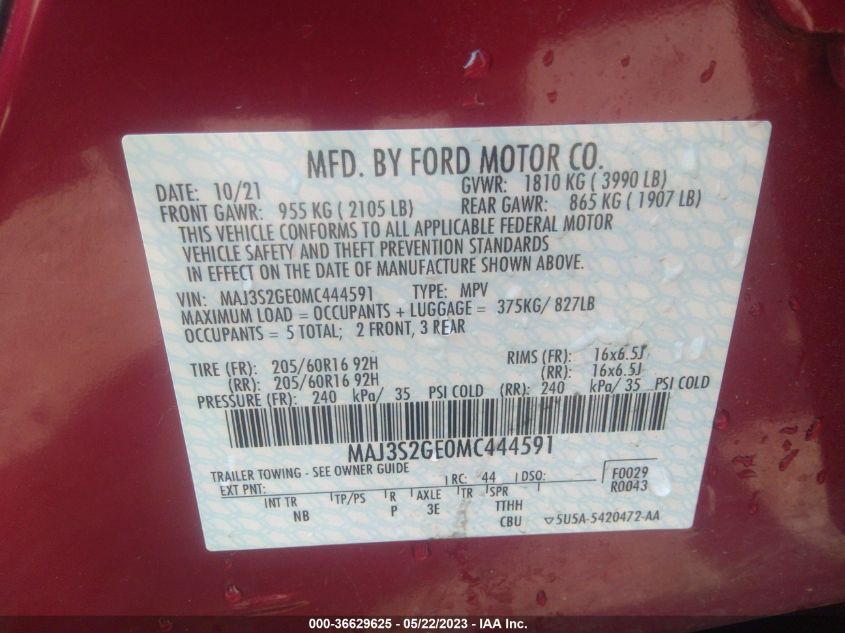 MFD. BY FORD MOTOR CO.
DATE: 10/21 GVWR: 1810 KG ( 3990 LB)
FRONT GAWR: 955 KG ( 2105 LB) REAR GAWR: 865 KG ( 1907 LB)
THIS VEHICLE CONFORMS TO ALL APPLICABLE FEDERAL MOTOR
VEHICLE SAFETY AND THEFT PREVENTION STANDARDS
IN EFFECT ON THE DATE OF MANUFACTURE SHOWN ABOVE.
VIN: MAJ3S2GE0MC444591 TYPE: MPV
MAXIMUM LOAD = OCCUPANTS + LUGGAGE = 375KG/ 827LB
OCCUPANTS = 5 TOTAL; 2 FRONT, 3 REAR
TIRE (FR): 205/60R16 92H RIMS (FR): 16x6.5J
(RR): 205/60R16 92H (RR): 16x6.5J
PRESSURE (FR): 240 kPa/ 35 PSI COLD (RR): 240 kPa/ 35 PSI COLD
MAJ3S2GE0MC444591
TRAILER TOWING - SEE OWNER GUIDE
EXT PNT: RC: 44 DSO: F0029
R0043
INT TR TP/PS R AXLE TR SPR
NB P 3E TTHH
CBU 5U5A-5420472-AA
000-36629625 - 05/22/2023 - IAA Inc.